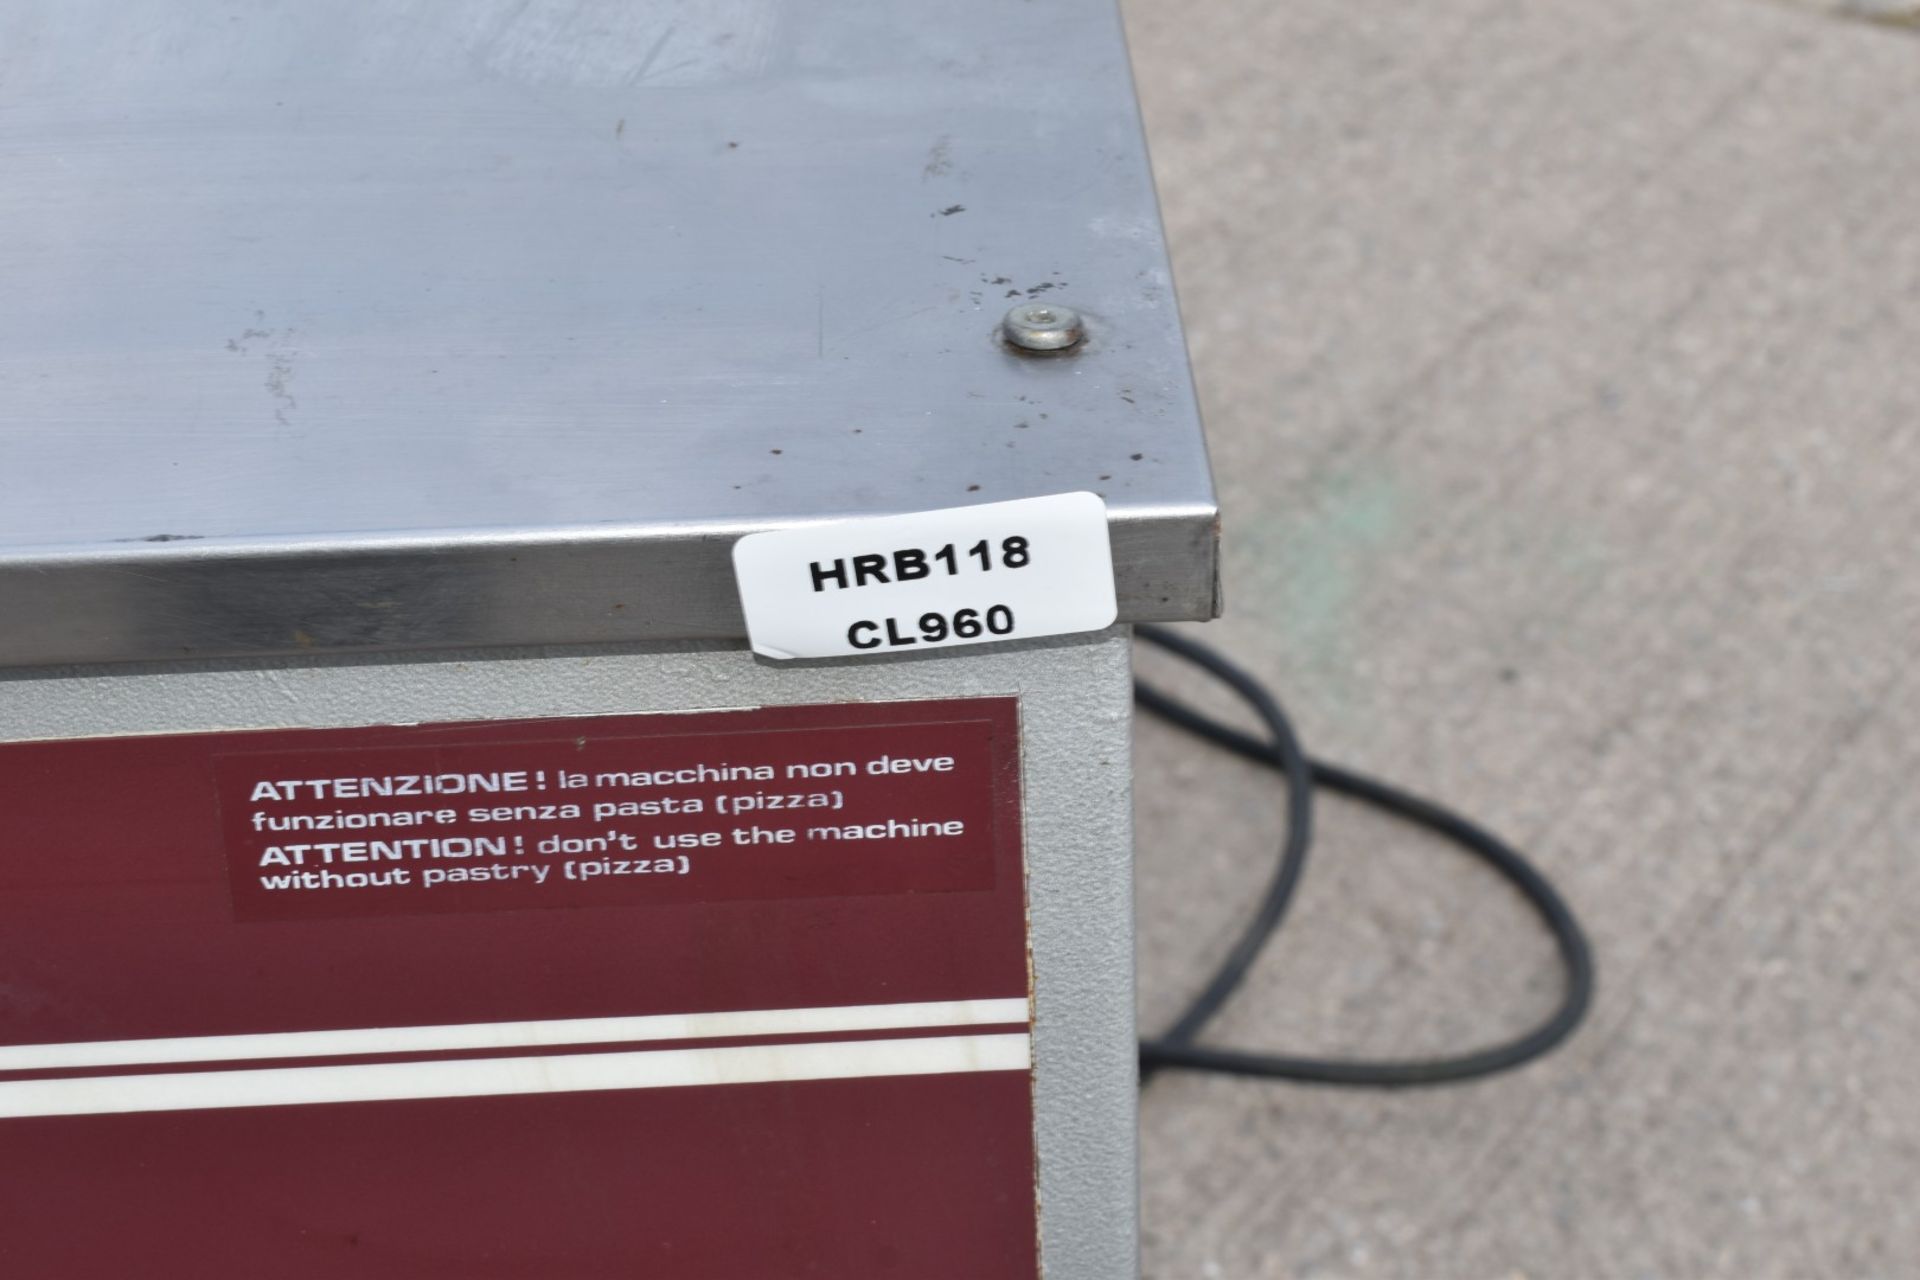 HRB118
CL960
ATTENZIONE! la macchina non deve
funzionare senza pasta (pizza)
ATTENTION! don't use the machine
without pastry (pizza)